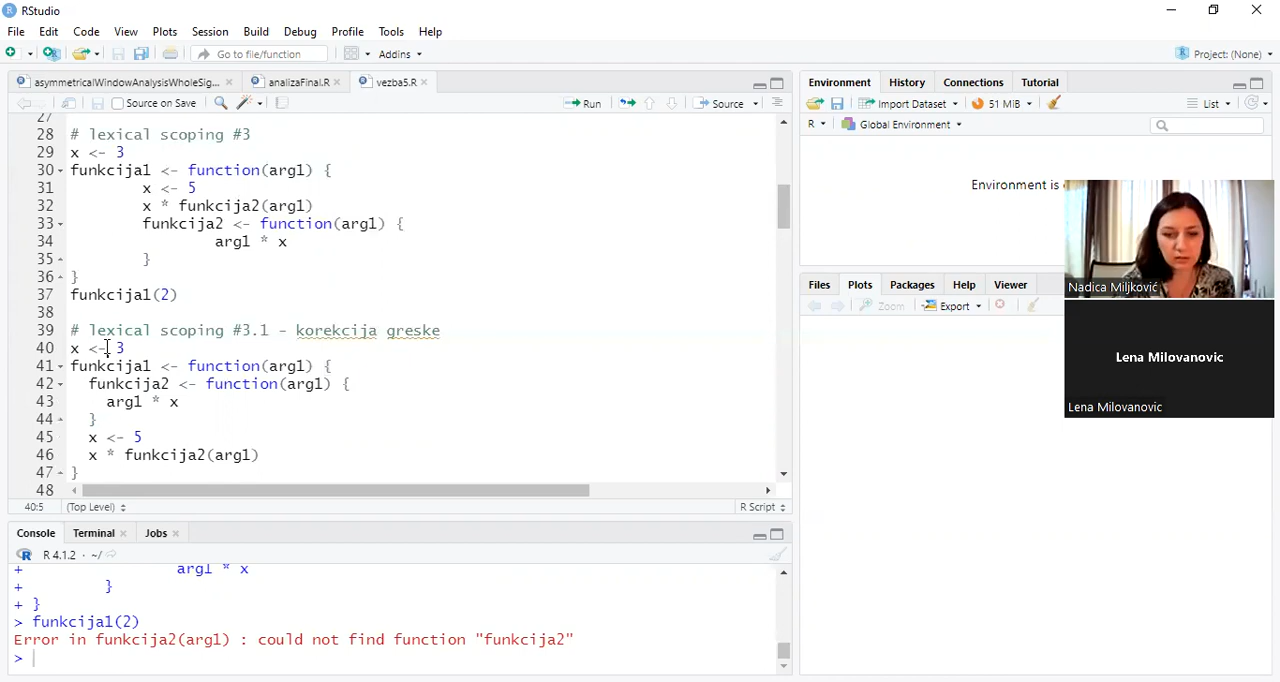 RStudio
File Edit Code View Plots Session Build Debug Profile Tools Help
Go to file/function Addins Project: (None)
asymmetricalWindowAnalysisWholeSig... analizaFinal.R vezba5.R
Source on Save Run Source
27
28 # lexical scoping #3
29 x <- 3
30 funkcija1 <- function(arg1) {
31 x <- 5
32 x * funkcija2(arg1)
33 funkcija2 <- function(arg1) {
34 arg1 * x
35 }
36 }
37 funkcija1(2)
38
39 # lexical scoping #3.1 - korekcija greske
40 x <- 3
41 funkcija1 <- function(arg1) {
42 funkcija2 <- function(arg1) {
43 arg1 * x
44 }
45 x <- 5
46 x * funkcija2(arg1)
47 }
48
40:5 (Top Level) R Script
Console Terminal Jobs
R 4.1.2 · ~/
+ arg1 * x
+ }
+ }
> funkcija1(2)
Error in funkcija2(arg1) : could not find function "funkcija2"
>
Environment History Connections Tutorial
Import Dataset 51 MiB List
R Global Environment
Environment is
Files Plots Packages Help Viewer
Zoom Export
Nadica Miljković
Lena Milovanovic
Lena Milovanovic